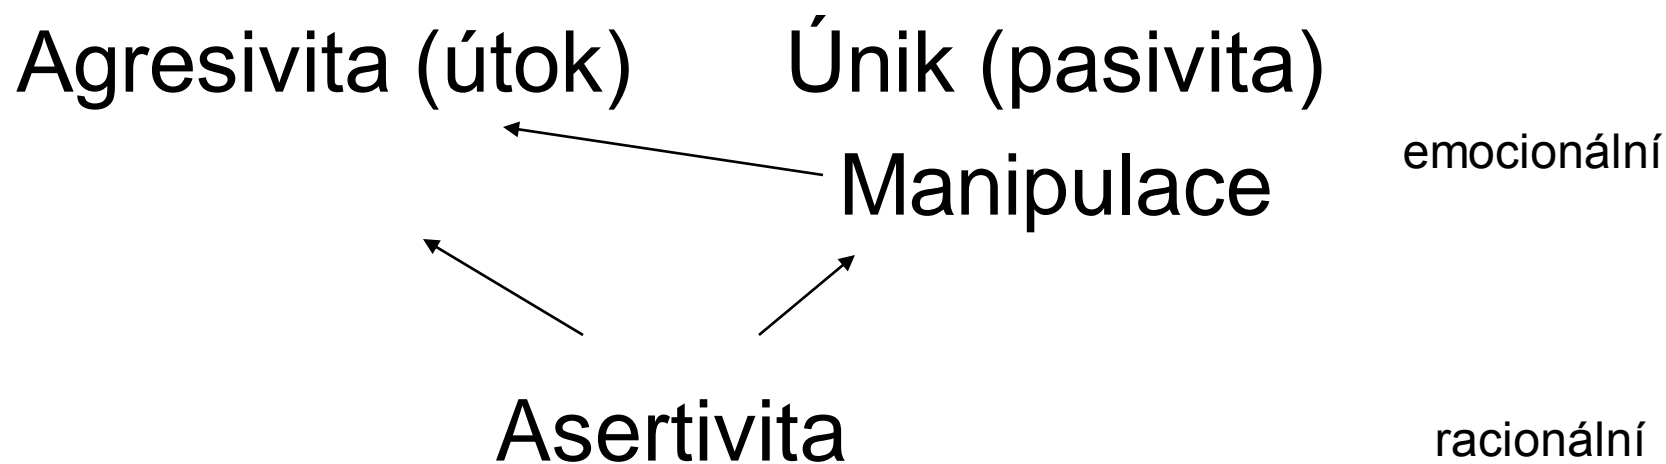 Agresivita (útok) Únik (pasivita)
emocionální
Manipulace
Asertivita
racionální